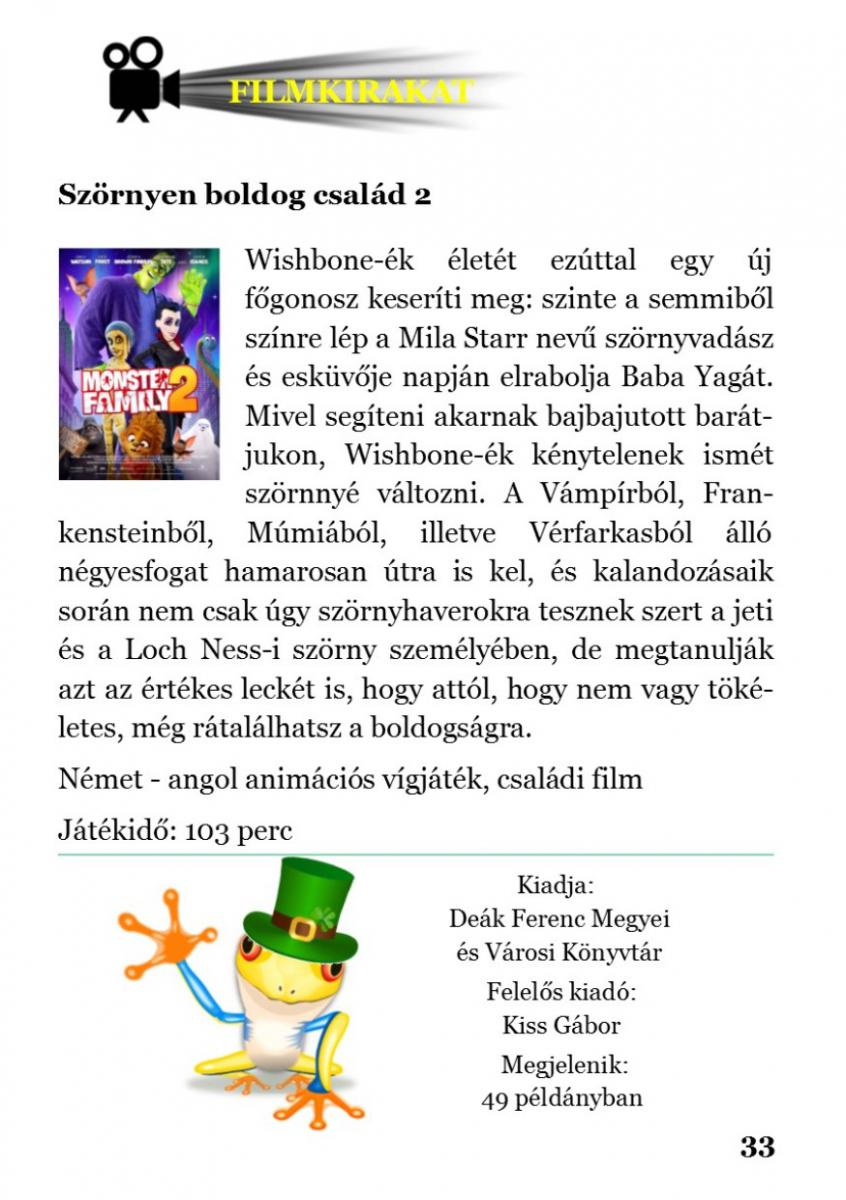 FILMKIRAKAT
Szörnyen boldog család 2
MONSTER
FAMILY 2
Wishbone-ék életét ezúttal egy új
főgonosz keseríti meg: szinte a semmiből
színre lép a Mila Starr nevű szörnyvadász
és esküvője napján elrabolja Baba Yagát.
Mivel segíteni akarnak bajbajutott barát-
jukon, Wishbone-ék kénytelenek ismét
szörnnyé változni. A Vámpírból, Fran-
kensteinből, Múmiából, illetve Vérfarkasból álló
négyesfogat hamarosan útra is kel, és kalandozásaik
során nem csak úgy szörnyhaverokra tesznek szert a jeti
és a Loch Ness-i szörny személyében, de megtanulják
azt az értékes leckét is, hogy attól, hogy nem vagy töké-
letes, még rátalálhatsz a boldogságra.
Német - angol animációs vígjáték, családi film
Játékidő: 103 perc
Kiadja:
Deák Ferenc Megyei
és Városi Könyvtár
Felelős kiadó:
Kiss Gábor
Megjelenik:
49 példányban
33